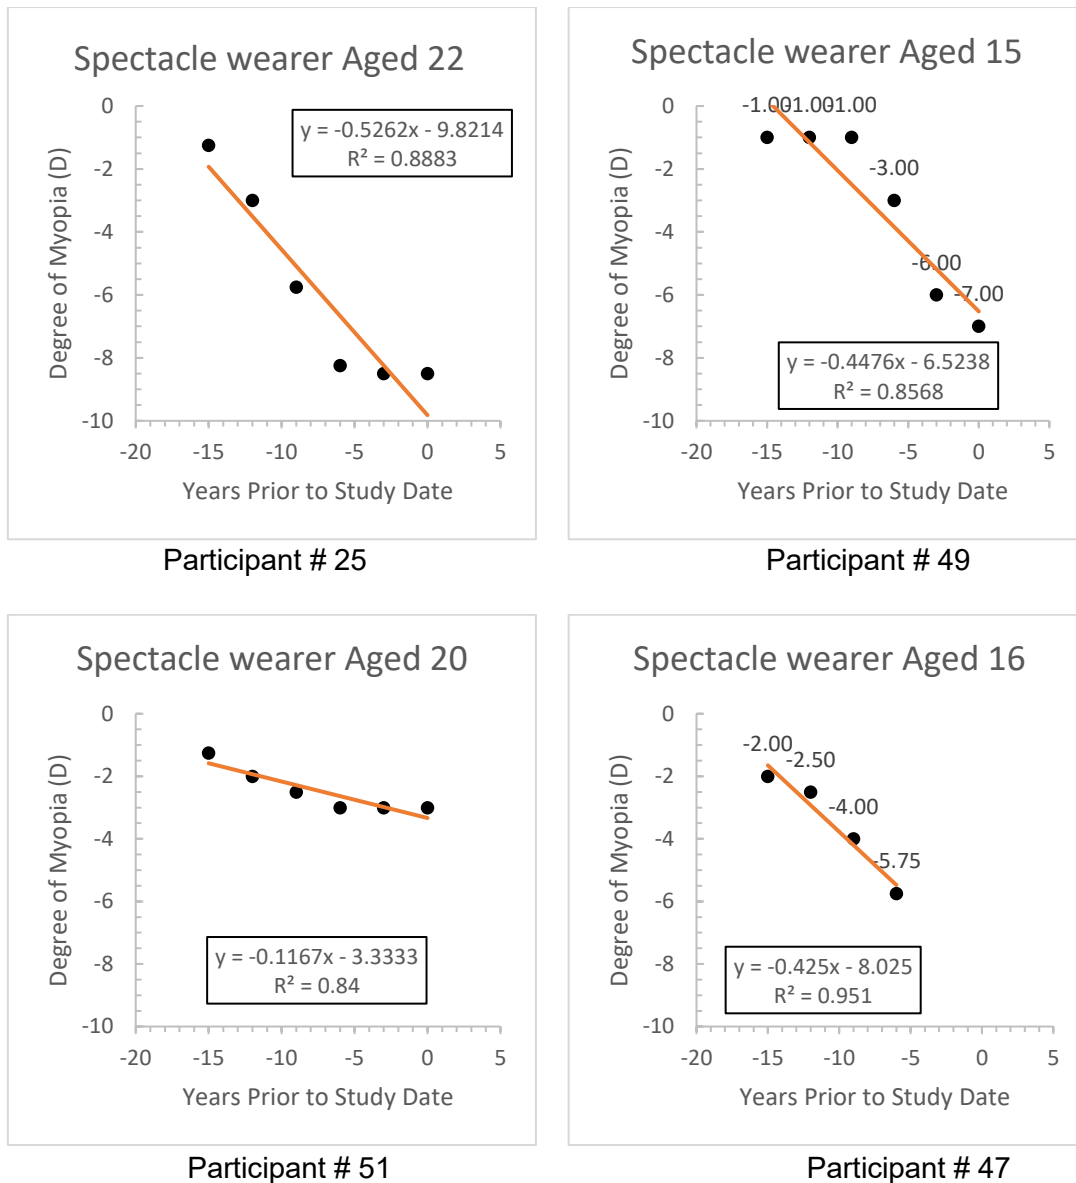 Spectacle wearer Aged 22
0
-2
-4
-6
-8
-10
-20
-15
-10
-5
0
5
Degree of Myopia (D)
Years Prior to Study Date
y = -0.5262x - 9.8214
R² = 0.8883
Participant # 25
Spectacle wearer Aged 15
0
-2
-4
-6
-8
-10
-20
-15
-10
-5
0
5
Degree of Myopia (D)
Years Prior to Study Date
-1.00
-1.00
-1.00
-3.00
-6.00
-7.00
y = -0.4476x - 6.5238
R² = 0.8568
Participant # 49
Spectacle wearer Aged 20
0
-2
-4
-6
-8
-10
-20
-15
-10
-5
0
5
Degree of Myopia (D)
Years Prior to Study Date
y = -0.1167x - 3.3333
R² = 0.84
Participant # 51
Spectacle wearer Aged 16
0
-2
-4
-6
-8
-10
-20
-15
-10
-5
0
5
Degree of Myopia (D)
Years Prior to Study Date
-2.00
-2.50
-4.00
-5.75
y = -0.425x - 8.025
R² = 0.951
Participant # 47